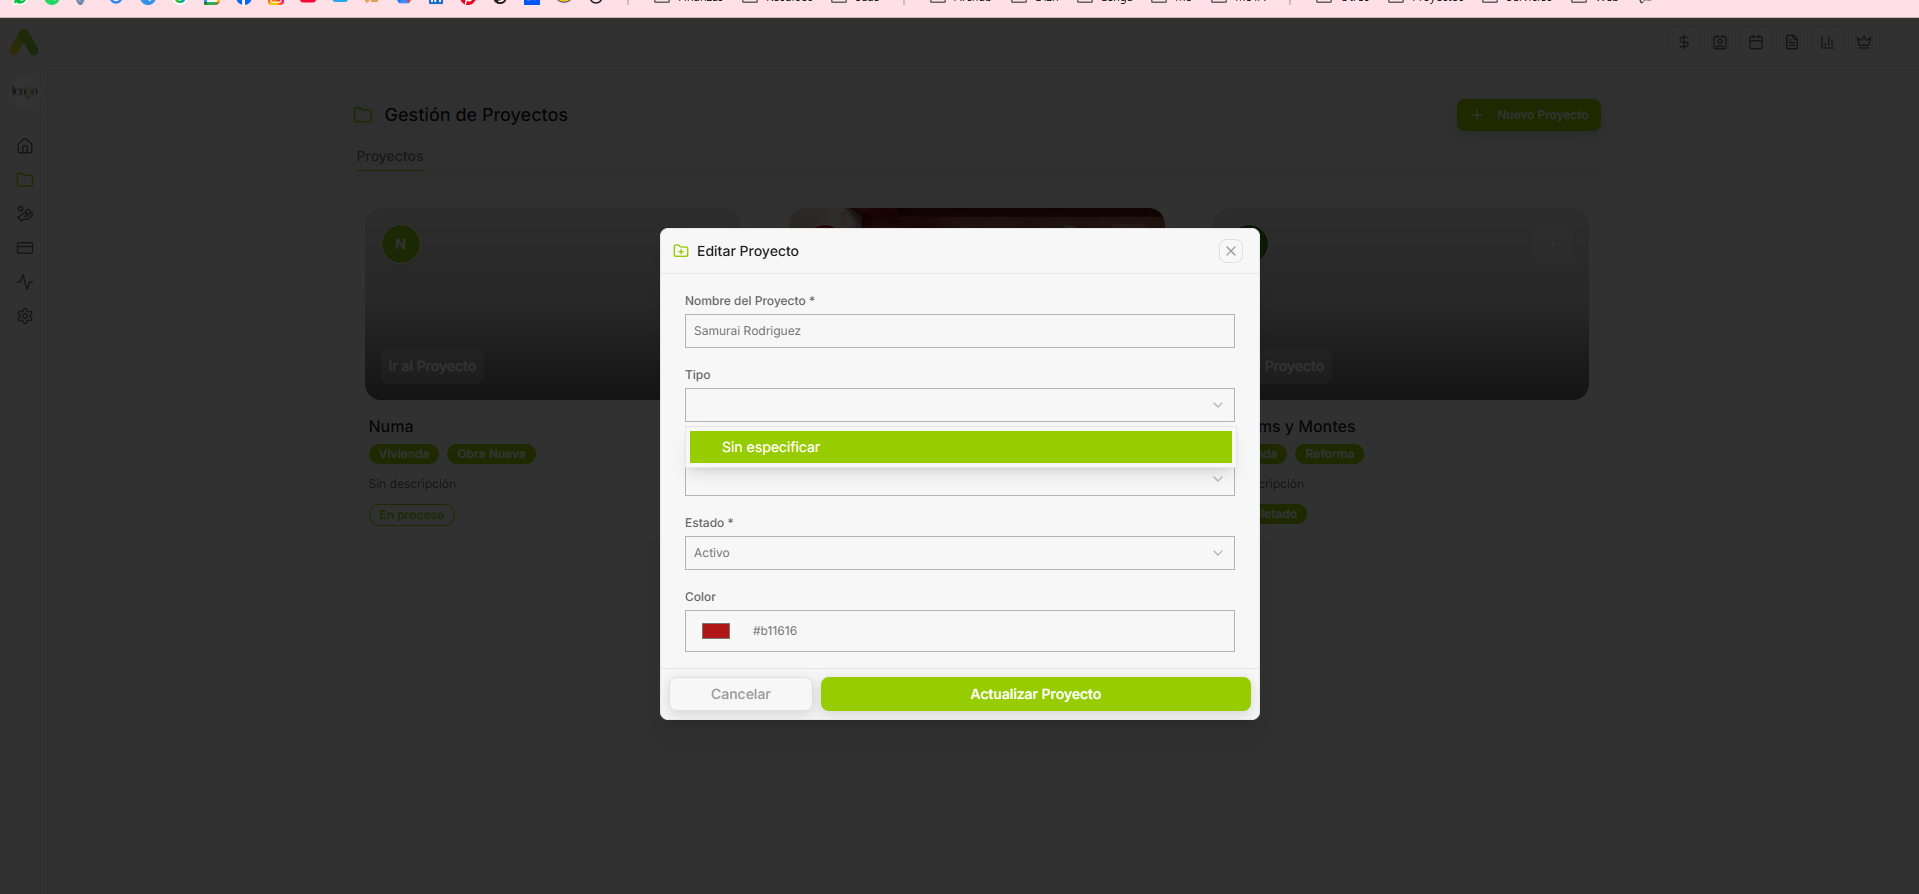 Gestión de Proyectos
Nuevo Proyecto
Proyectos
N
Ir al Proyecto
Proyecto
Numa
Vivienda
Obra Nueva
Sin descripción
En proceso
Editar Proyecto
Nombre del Proyecto *
Samurai Rodriguez
Tipo
Sin especificar
Estado *
Activo
Color
#b11616
Cancelar
Actualizar Proyecto
ms y Montes
da
Reforma
cripción
letado